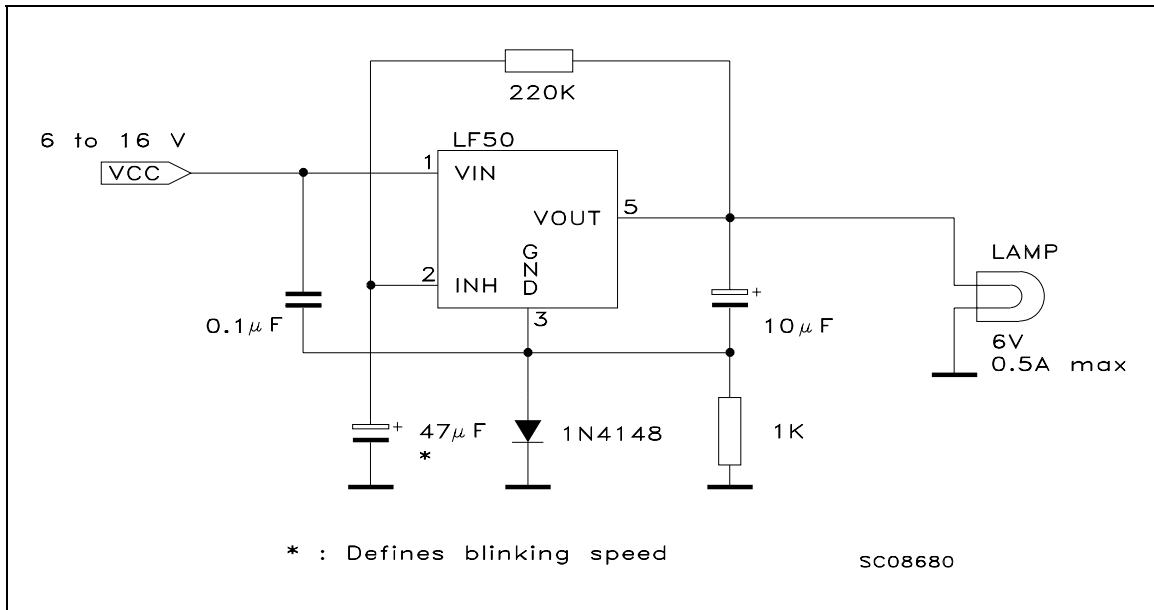 220K
6 to 16 V
LF50
VCC
1
VIN
5
VOUT
GND
LAMP
2
INH
0.1μF
3
+
10μF
6V
0.5A max
+
47μF
*
1N4148
1K
* : Defines blinking speed
SC08680